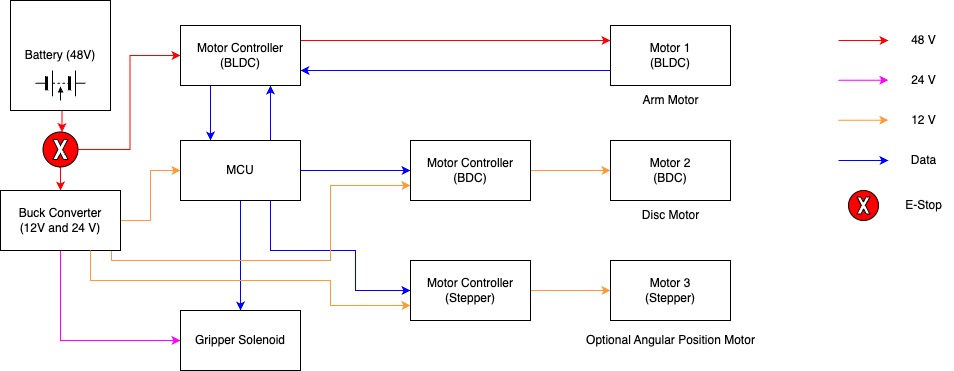 Battery (48V)
Motor Controller
(BLDC)
Motor 1
(BLDC)
Arm Motor
X
MCU
Motor Controller
(BDC)
Motor 2
(BDC)
Disc Motor
Buck Converter
(12V and 24 V)
Motor Controller
(Stepper)
Motor 3
(Stepper)
Gripper Solenoid
Optional Angular Position Motor
48 V
24 V
12 V
Data
X
E-Stop